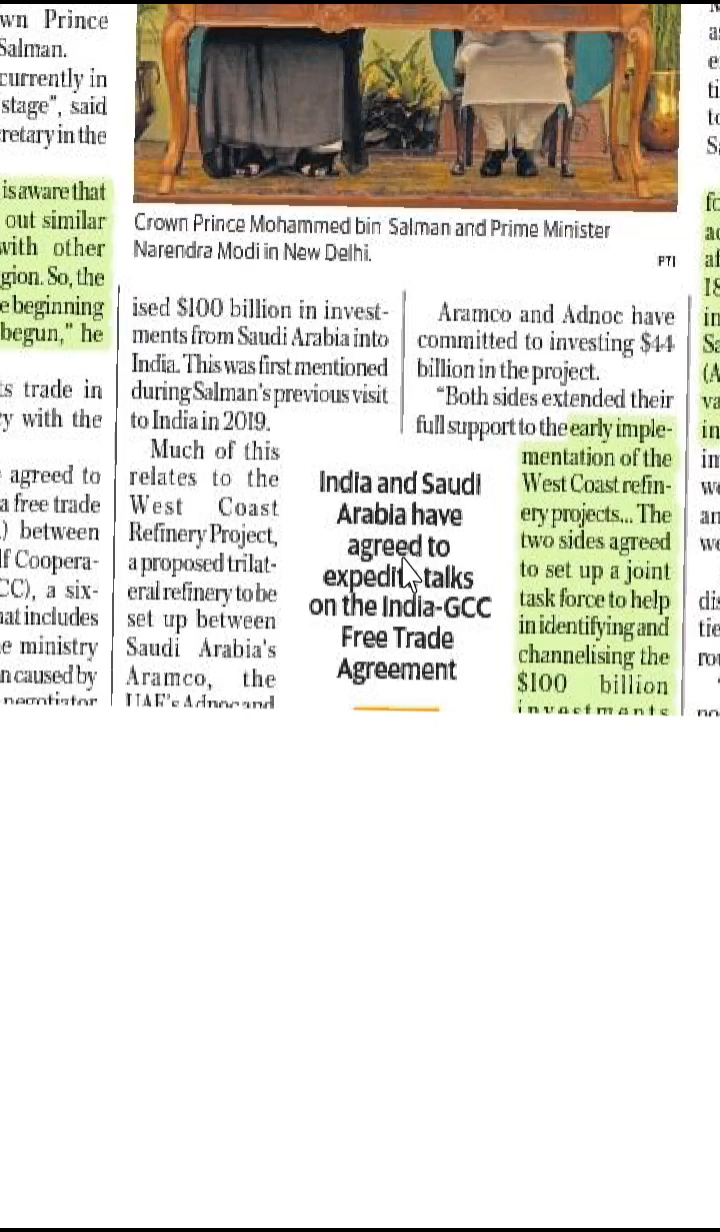 wn Prince
Salman.
currently in
stage", said
retary in the
is aware that
out similar
with other
gion. So, the
e beginning
begun," he
ts trade in
y with the
agreed to
a free trade
.) between
lf Coopera-
CC), a six-
hat includes
e ministry
n caused by
negotiator
Crown Prince Mohammed bin Salman and Prime Minister
Narendra Modi in New Delhi.
PTI
ised $100 billion in invest-
ments from Saudi Arabia into
India. This was first mentioned
during Salman's previous visit
to India in 2019.
Much of this
relates to the
West Coast
Refinery Project,
a proposed trilat-
eral refinery to be
set up between
Saudi Arabia's
Aramco, the
UAE's Adnoc and
India and Saudi
Arabia have
agreed to
expedite talks
on the India-GCC
Free Trade
Agreement
Aramco and Adnoc have
committed to investing $44
billion in the project.
"Both sides extended their
full support to the early imple-
mentation of the
West Coast refin-
ery projects... The
two sides agreed
to set up a joint
task force to help
in identifying and
channelising the
$100 billion
investments